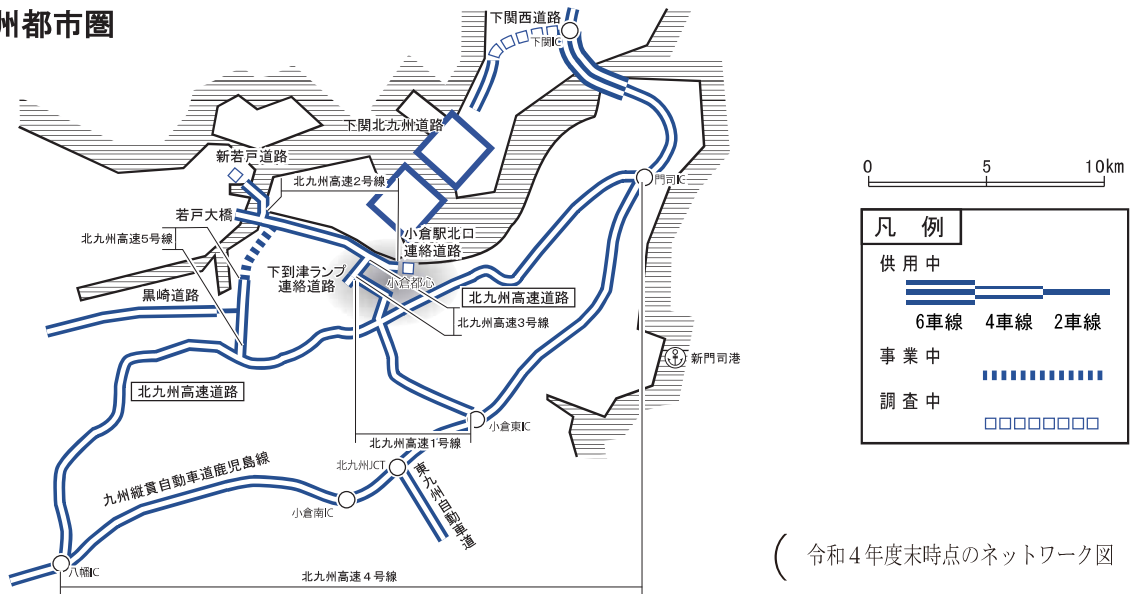 州都市圏
下関西道路
下関IC
下関北九州道路
新若戸道路
北九州高速2号線
門司IC
若戸大橋
北九州高速5号線
小倉駅北口
連絡道路
下到津ランプ
連絡道路
小倉都心
黒崎道路
北九州高速道路
北九州高速3号線
新門司港
北九州高速道路
小倉東IC
北九州高速1号線
北九州JCT
九州縦貫自動車道鹿児島線
東九州自動車道
小倉南IC
八幡IC
北九州高速4号線
0 5 10km
凡例
供用中
6車線 4車線 2車線
事業中
調査中
( 令和4年度末時点のネットワーク図